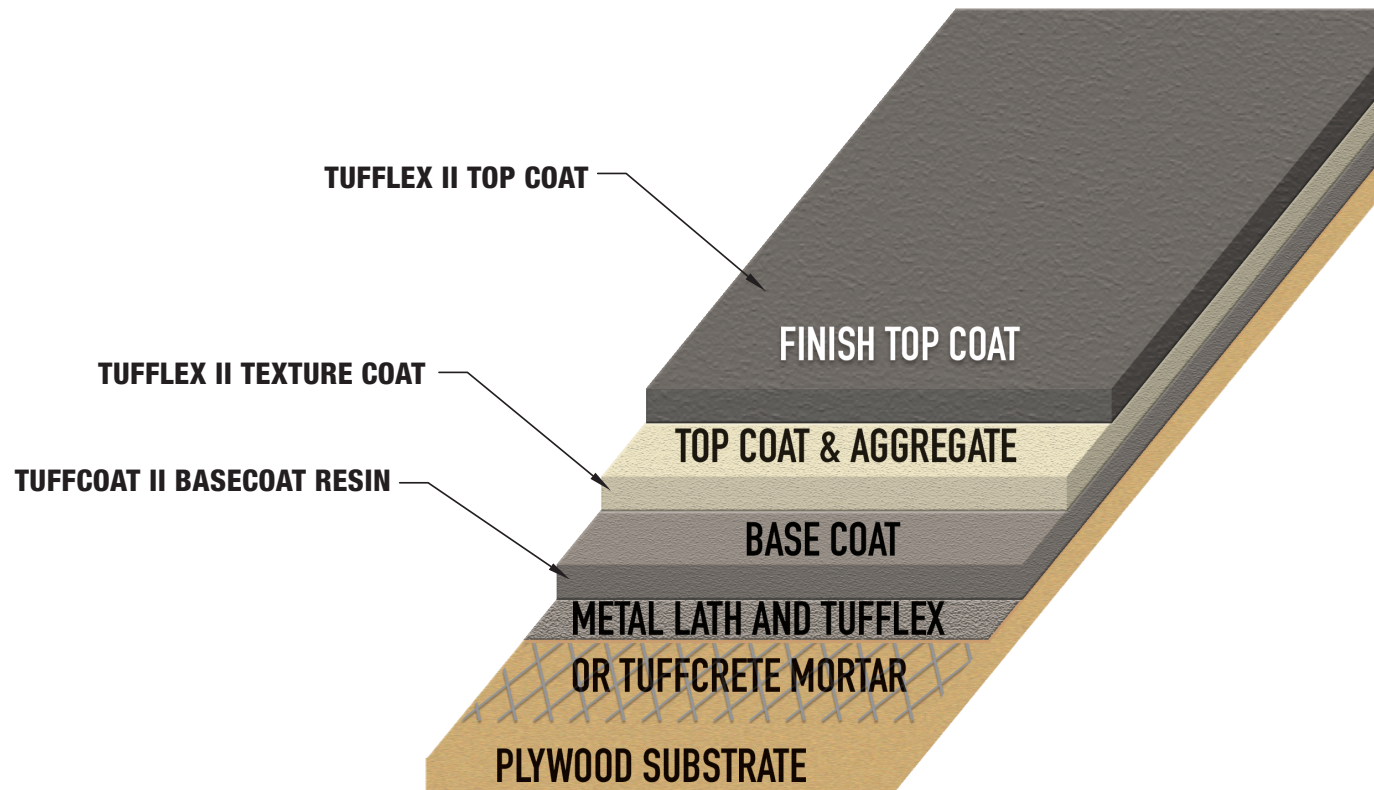 TUFFLEX II TOP COAT
FINISH TOP COAT
TUFFLEX II TEXTURE COAT
TOP COAT & AGGREGATE
TUFFCOAT II BASECOAT RESIN
BASE COAT
METAL LATH AND TUFFLEX
OR TUFFCRETE MORTAR
PLYWOOD SUBSTRATE